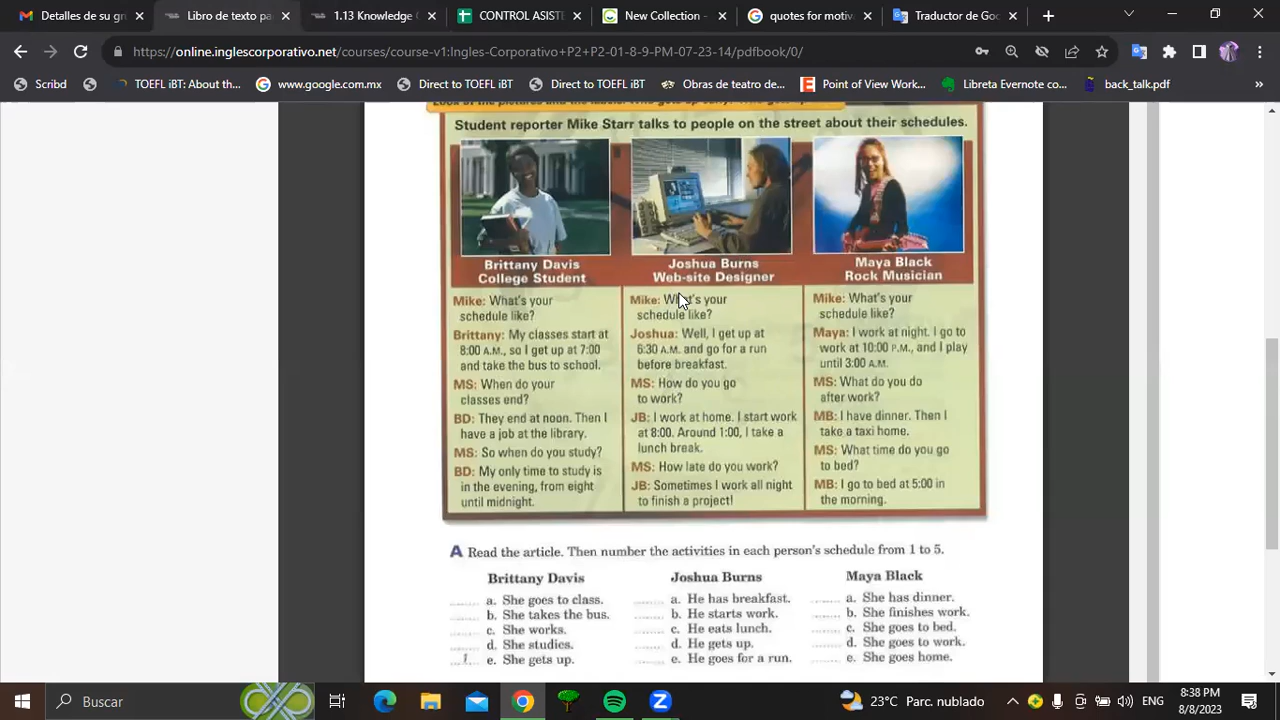 Detalles de su gr
Libro de texto pa
113 Knowledge
CONTROL ASIST
New Collection -
quotes for motiv
Traductor de Goo
https://online.inglescorporativo.net/courses/course-v1:Ingles-Corporativo+P2+P2-01-8-9-PM-07-23-14/pdfbook/0/
Scribd
TOEFL iBT: About th...
www.google.com
Direct to TOEFL iBT
Direct to TOEFL iBT
Obras de teatro de...
Point of View Work...
Libreta Evernote co...
back_talk.pdf
Student reporter Mike Starr talks to people on the street about their schedules.
Brittany Davis
College Student
Mike: What's your
schedule like?
Brittany: My classes start at
8:00 A.M., so I get up at 7:00
and take the bus to school.
MS: When do your
classes end?
BD: They end at noon. Then I
have a job at the library.
MS: So when do you study?
BD: My only time to study is
in the evening, from eight
until midnight.
Joshua Burns
Web-site Designer
Mike: What's your
schedule like?
Joshua: Well, I get up at
6:30 A.M. and go for a run
before breakfast.
MS: How do you go
to work?
JB: I work at home. I start work
at 8:00. Around 1:00, I take a
lunch break.
MS: How late do you work?
JB: Sometimes I work all night
to finish a project!
Maya Black
Rock Musician
Mike: What's your
schedule like?
Maya: I work at night. I go to
work at 10:00 P.M., and I play
until 3:00 A.M.
MS: What do you do
after work?
MB: I have dinner. Then I
take a taxi home.
MS: What time do you go
to bed?
MB: I go to bed at 5:00 in
the morning.
A Read the article. Then number the activities in each person's schedule from 1 to 5.
Brittany Davis
a. She goes to class.
b. She takes the bus.
c. She works.
d. She studies.
1 e. She gets up.
Joshua Burns
a. He has breakfast.
b. He starts work.
c. He eats lunch.
d. He gets up.
e. He goes for a run.
Maya Black
a. She has dinner.
b. She finishes work.
c. She goes to bed.
d. She goes to work.
e. She goes home.
Buscar
23°C Parc. nublado
ENG
8:38 PM
8/8/2023